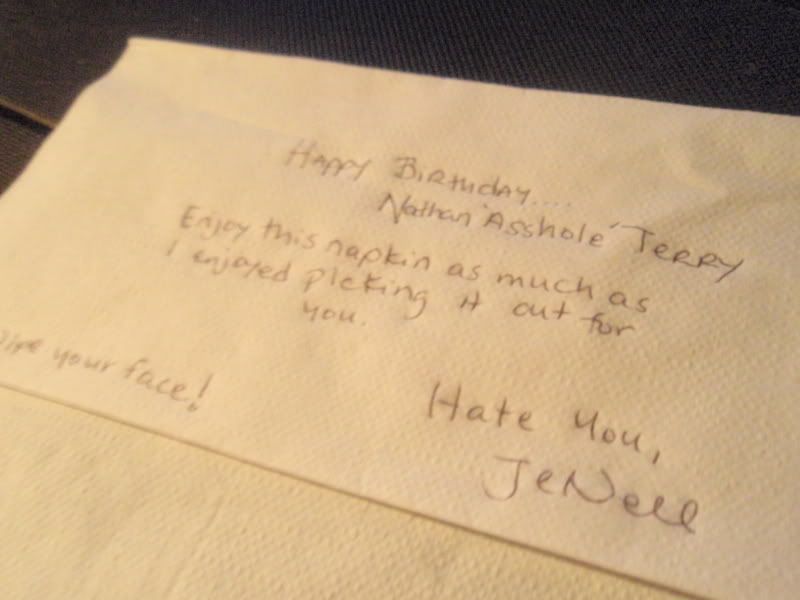 Happy Birthday....
Nathan 'Asshole' Terry
Enjoy this napkin as much as
I enjoyed picking it out for
you.
your face!
Hate you,
JeNell